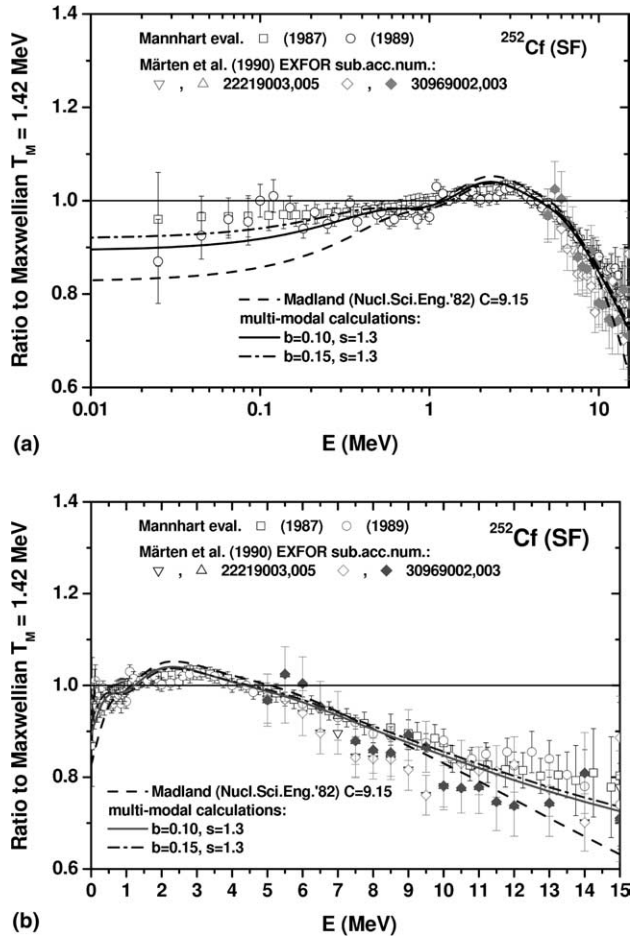 (a)
1.4
1.2
1.0
0.8
0.6
Ratio to Maxwellian T_M = 1.42 MeV
Mannhart eval. □ (1987) ○ (1989)
²⁵²Cf (SF)
Märten et al. (1990) EXFOR sub.acc.num.:
▽ , △ 22219003,005 ◇ , ◆ 30969002,003
Madland (Nucl.Sci.Eng.'82) C=9.15
multi-modal calculations:
b=0.10, s=1.3
b=0.15, s=1.3
0.01 0.1 1 10
E (MeV)
(b)
1.4
1.2
1.0
0.8
0.6
Ratio to Maxwellian T_M = 1.42 MeV
Mannhart eval. □ (1987) ○ (1989)
²⁵²Cf (SF)
Märten et al. (1990) EXFOR sub.acc.num.:
▽ , △ 22219003,005 ◇ , ◆ 30969002,003
Madland (Nucl.Sci.Eng.'82) C=9.15
multi-modal calculations:
b=0.10, s=1.3
b=0.15, s=1.3
0 1 2 3 4 5 6 7 8 9 10 11 12 13 14 15
E (MeV)